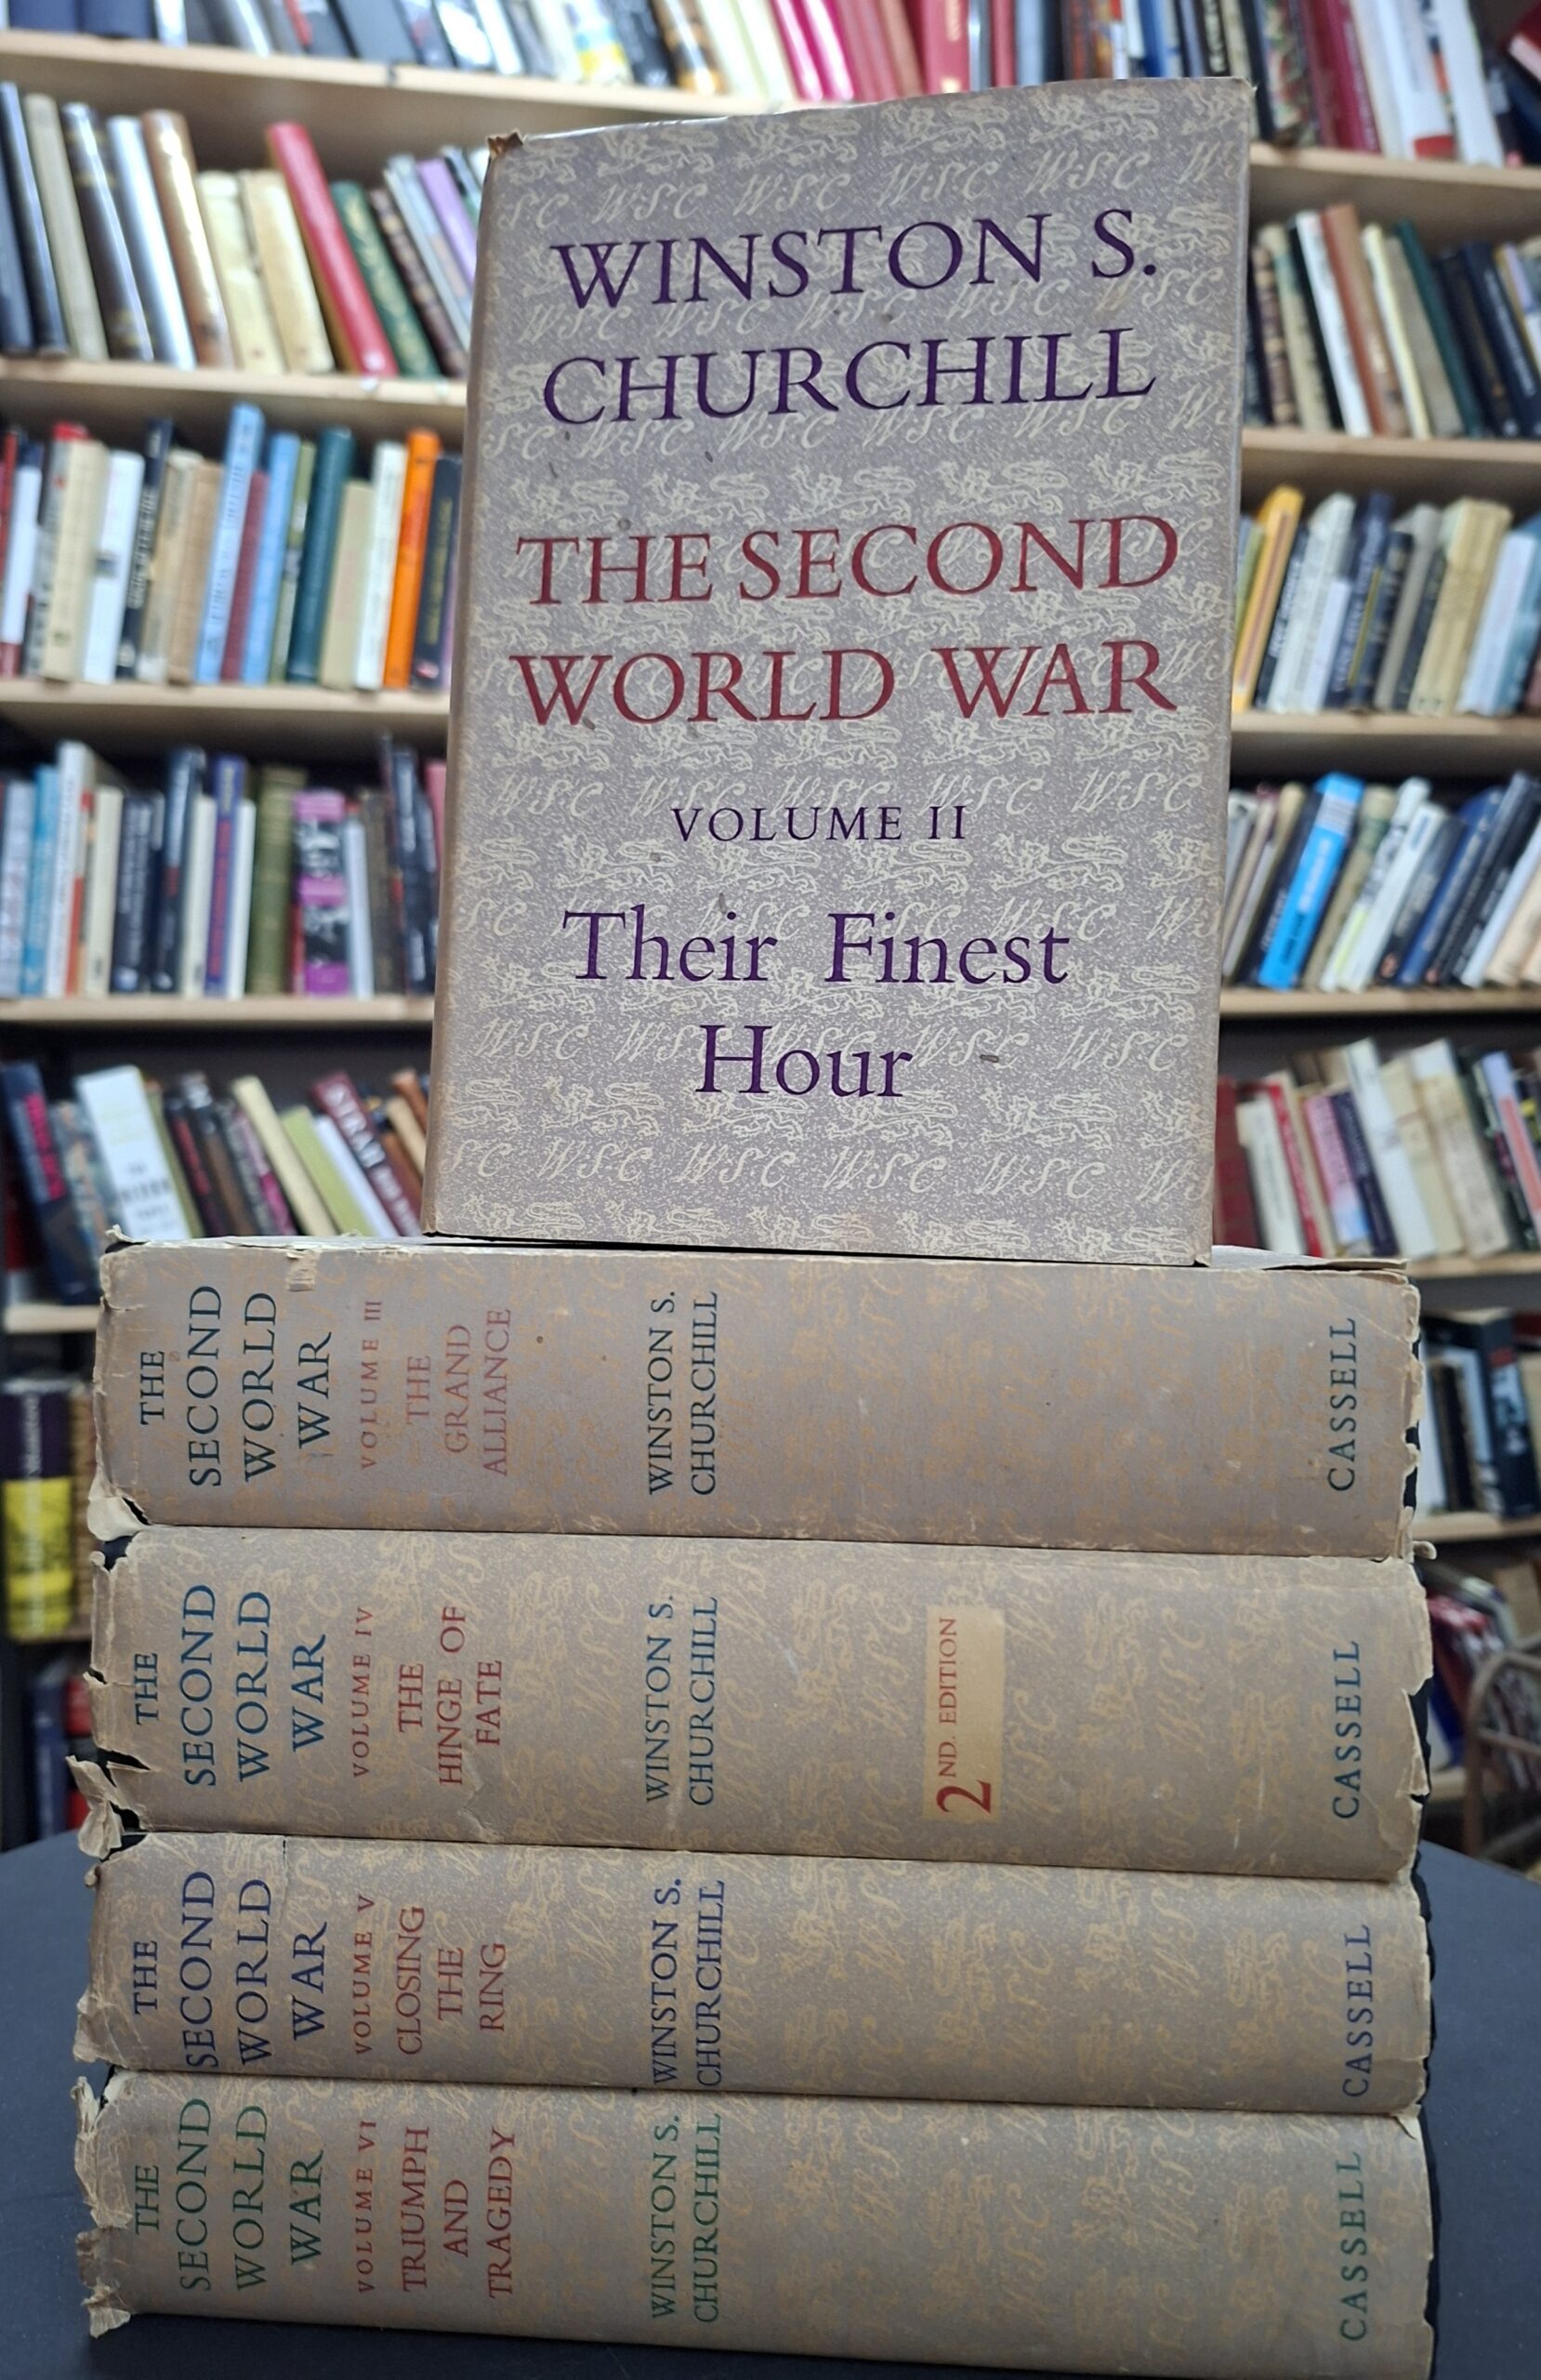 WINSTON S.
CHURCHILL
THE SECOND
WORLD WAR
VOLUME II
Their Finest
Hour
THE
SECOND
WORLD
WAR
VOLUME III
THE
GRAND
ALLIANCE
WINSTON S.
CHURCHILL
CASSELL
THE
SECOND
WORLD
WAR
VOLUME IV
THE
HINGE OF
FATE
WINSTON S.
CHURCHILL
2ND. EDITION
CASSELL
THE
SECOND
WORLD
WAR
VOLUME V
CLOSING
THE
RING
WINSTON S.
CHURCHILL
CASSELL
THE
SECOND
WORLD
WAR
VOLUME VI
TRIUMPH
AND
TRAGEDY
WINSTON S.
CHURCHILL
CASSELL